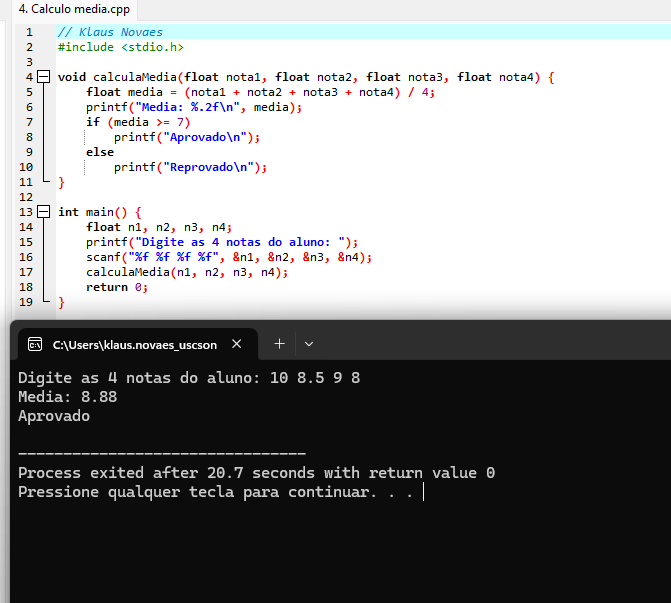 4. Calculo media.cpp
1 // Klaus Novaes
2 #include <stdio.h>
3
4 void calculaMedia(float nota1, float nota2, float nota3, float nota4) {
5     float media = (nota1 + nota2 + nota3 + nota4) / 4;
6     printf("Media: %.2f\n", media);
7     if (media >= 7)
8         printf("Aprovado\n");
9     else
10         printf("Reprovado\n");
11 }
12
13 int main() {
14     float n1, n2, n3, n4;
15     printf("Digite as 4 notas do aluno: ");
16     scanf("%f %f %f %f", &n1, &n2, &n3, &n4);
17     calculaMedia(n1, n2, n3, n4);
18     return 0;
19 }
C:\Users\klaus.novaes_uscson
Digite as 4 notas do aluno: 10 8.5 9 8
Media: 8.88
Aprovado
--------------------------------
Process exited after 20.7 seconds with return value 0
Pressione qualquer tecla para continuar. . .